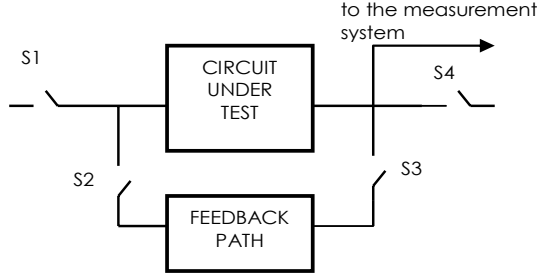 to the measurement
system
S1
CIRCUIT
UNDER
TEST
S4
S2
S3
FEEDBACK
PATH